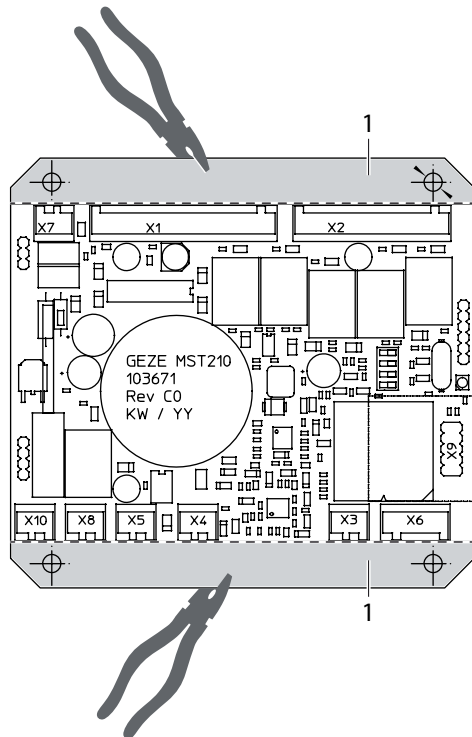 1
X7 X1 X2
GEZE MST210
103671
Rev C0
KW / YY
X9
X10 X8 X5 X4 X3 X6
1